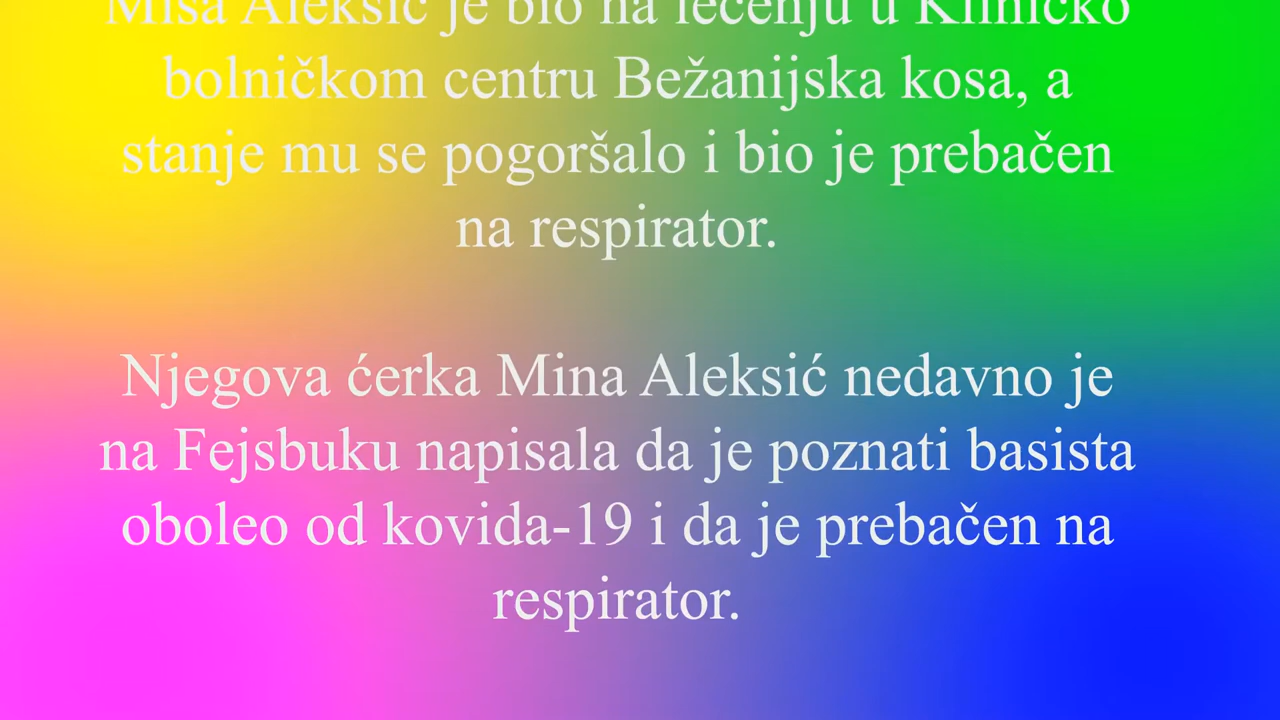 Miša Aleksić je bio na lečenju u Kliničko
bolničkom centru Bežanijska kosa, a
stanje mu se pogoršalo i bio je prebačen
na respirator.
Njegova ćerka Mina Aleksić nedavno je
na Fejsbuku napisala da je poznati basista
oboleo od kovida-19 i da je prebačen na
respirator.